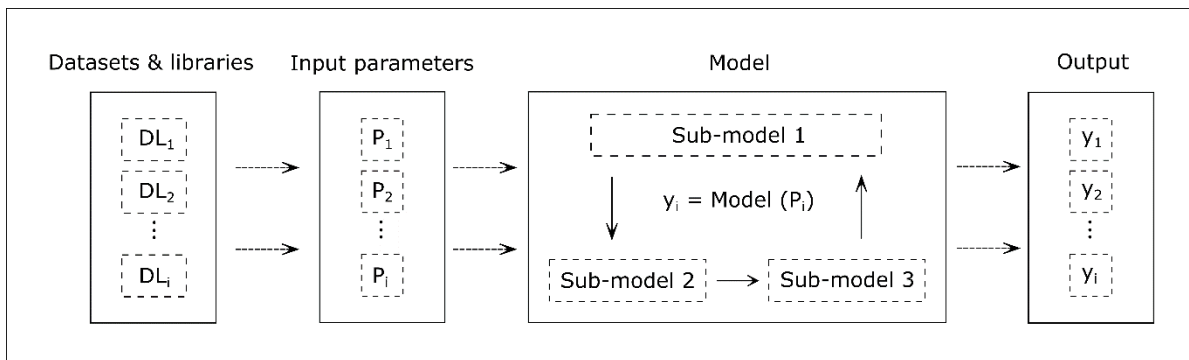 Datasets & libraries
Input parameters
Model
Output
DL₁
DL₂
⋮
DLᵢ
P₁
P₂
⋮
Pᵢ
Sub-model 1
yᵢ = Model (Pᵢ)
Sub-model 2
Sub-model 3
y₁
y₂
⋮
yᵢ